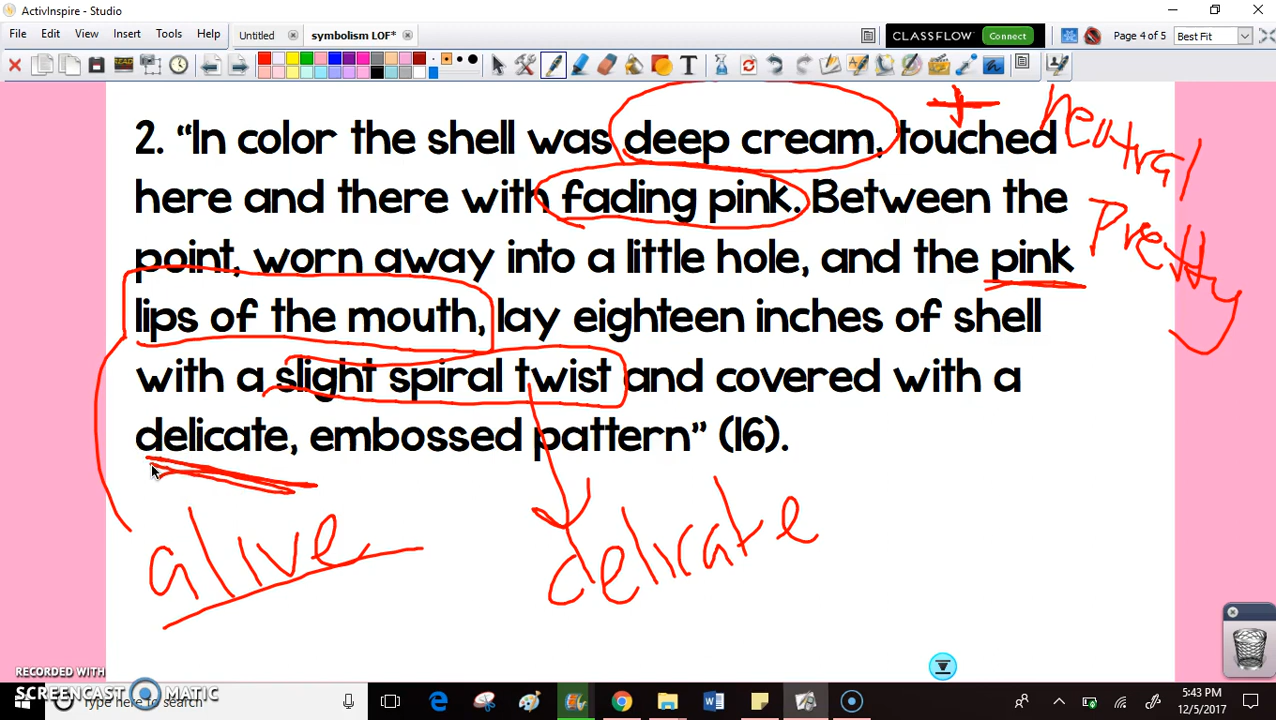 ActivInspire - Studio
File Edit View Insert Tools Help
Untitled
symbolism LOF*
CLASSFLOW Connect
Page 4 of 5
Best Fit
2. “In color the shell was deep cream, touched
here and there with fading pink. Between the
point, worn away into a little hole, and the pink
lips of the mouth, lay eighteen inches of shell
with a slight spiral twist and covered with a
delicate, embossed pattern” (16).
+ neutral
Pretty
alive
delicate
RECORDED WITH
SCREENCAST MATIC
type here to search
5:43 PM
12/5/2017